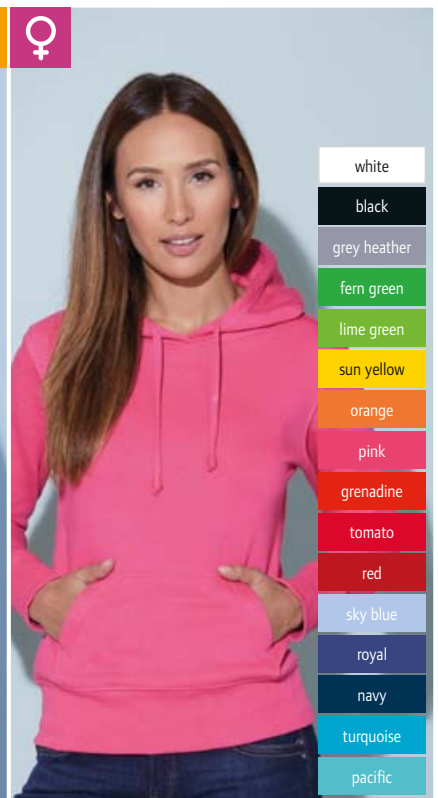 white
black
grey heather
fern green
lime green
sun yellow
orange
pink
grenadine
tomato
red
sky blue
royal
navy
turquoise
pacific